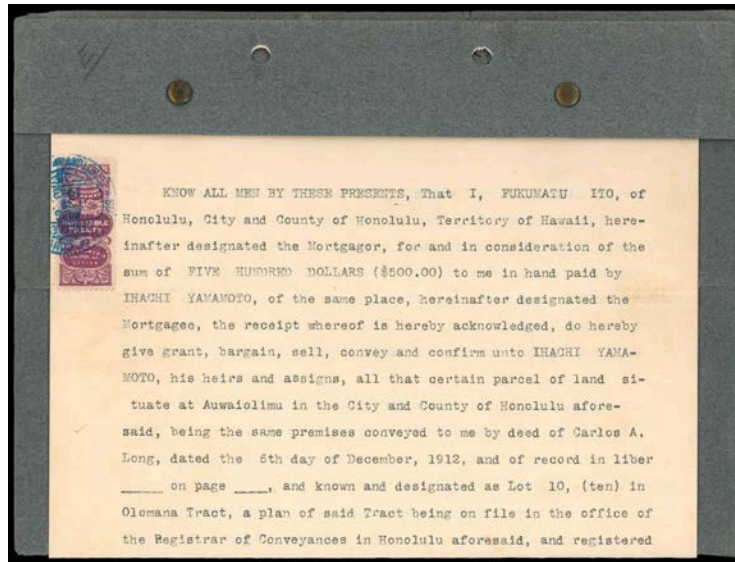 KNOW ALL MEN BY THESE PRESENTS, That I, FUKUMATU ITO, of
Honolulu, City and County of Honolulu, Territory of Hawaii, here-
inafter designated the Mortgagor, for and in consideration of the
sum of FIVE HUNDRED DOLLARS ($500.00) to me in hand paid by
IHACHI YAMAMOTO, of the same place, hereinafter designated the
Mortgagee, the receipt whereof is hereby acknowledged, do hereby
give grant, bargain, sell, convey and confirm unto IHACHI YAMA-
MOTO, his heirs and assigns, all that certain parcel of land si-
tuate at Auwaiolimu in the City and County of Honolulu afore-
said, being the same premises conveyed to me by deed of Carlos A.
Long, dated the 6th day of December, 1912, and of record in liber
_____ on page ____, and known and designated as Lot 10, (ten) in
Olomana Tract, a plan of said Tract being on file in the office of
the Registrar of Conveyances in Honolulu aforesaid, and registered